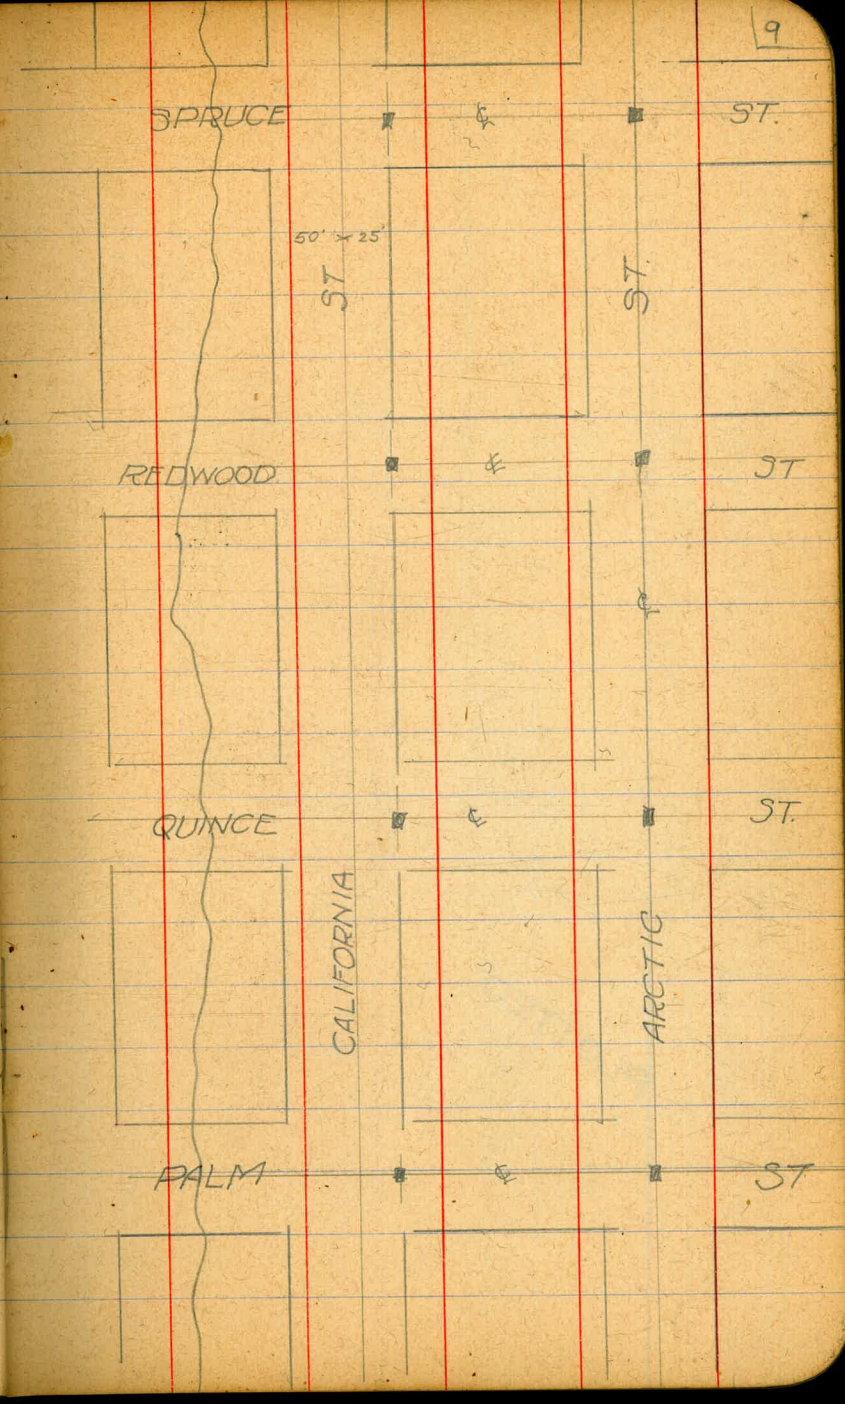 9
SPRUCE ℄ ST.
50' x 25'
ST
ST.
REDWOOD ℄ ST
℄
QUINCE ℄ ST.
CALIFORNIA
ARCTIC
PALM ℄ ST